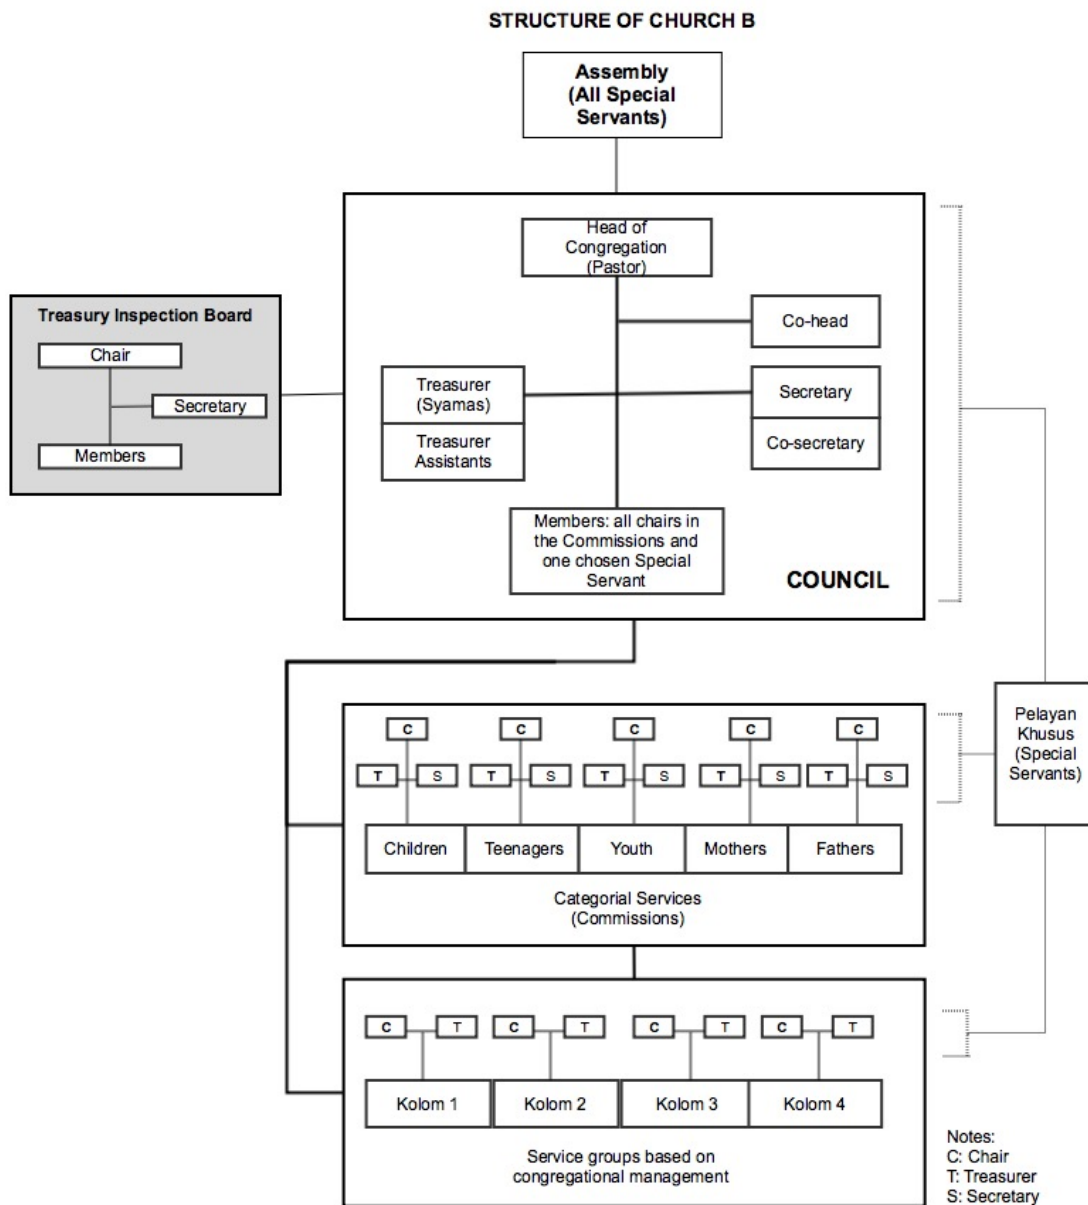 STRUCTURE OF CHURCH B
Assembly
(All Special
Servants)
Head of
Congregation
(Pastor)
Treasury Inspection Board
Chair
Secretary
Members
Co-head
Treasurer
(Syamas)
Treasurer
Assistants
Secretary
Co-secretary
Members: all chairs in
the Commissions and
one chosen Special
Servant
COUNCIL
Pelayan
Khusus
(Special
Servants)
C C C C C
T S T S T S T S T S
Children Teenagers Youth Mothers Fathers
Categorial Services
(Commissions)
C T C T C T C T
Kolom 1 Kolom 2 Kolom 3 Kolom 4
Service groups based on
congregational management
Notes:
C: Chair
T: Treasurer
S: Secretary